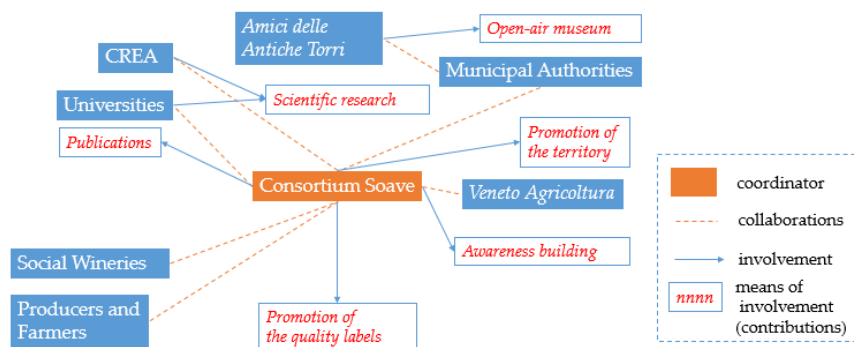 Amici delle
Antiche Torri
Open-air museum
CREA
Municipal Authorities
Universities
Scientific research
Publications
Promotion of
the territory
Consortium Soave
Veneto Agricoltura
Awareness building
Social Wineries
Producers and
Farmers
Promotion of
the quality labels
coordinator
collaborations
involvement
nnnn
means of
involvement
(contributions)